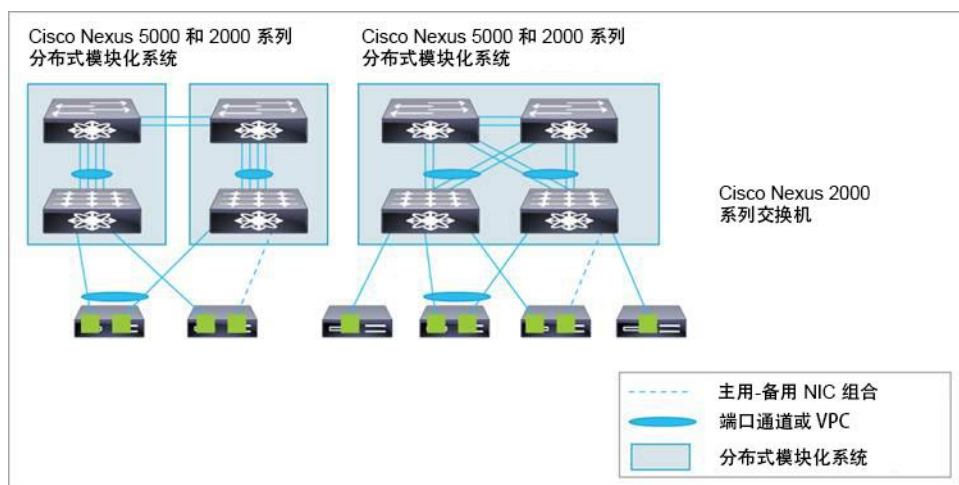 Cisco Nexus 5000 和 2000 系列
分布式模块化系统
Cisco Nexus 5000 和 2000 系列
分布式模块化系统
Cisco Nexus 2000
系列交换机
主用-备用 NIC 组合
端口通道或 VPC
分布式模块化系统